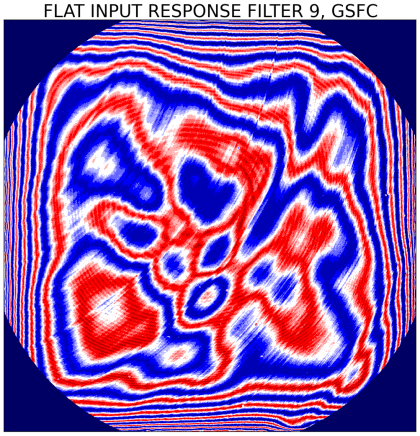 FLAT INPUT RESPONSE FILTER 9, GSFC